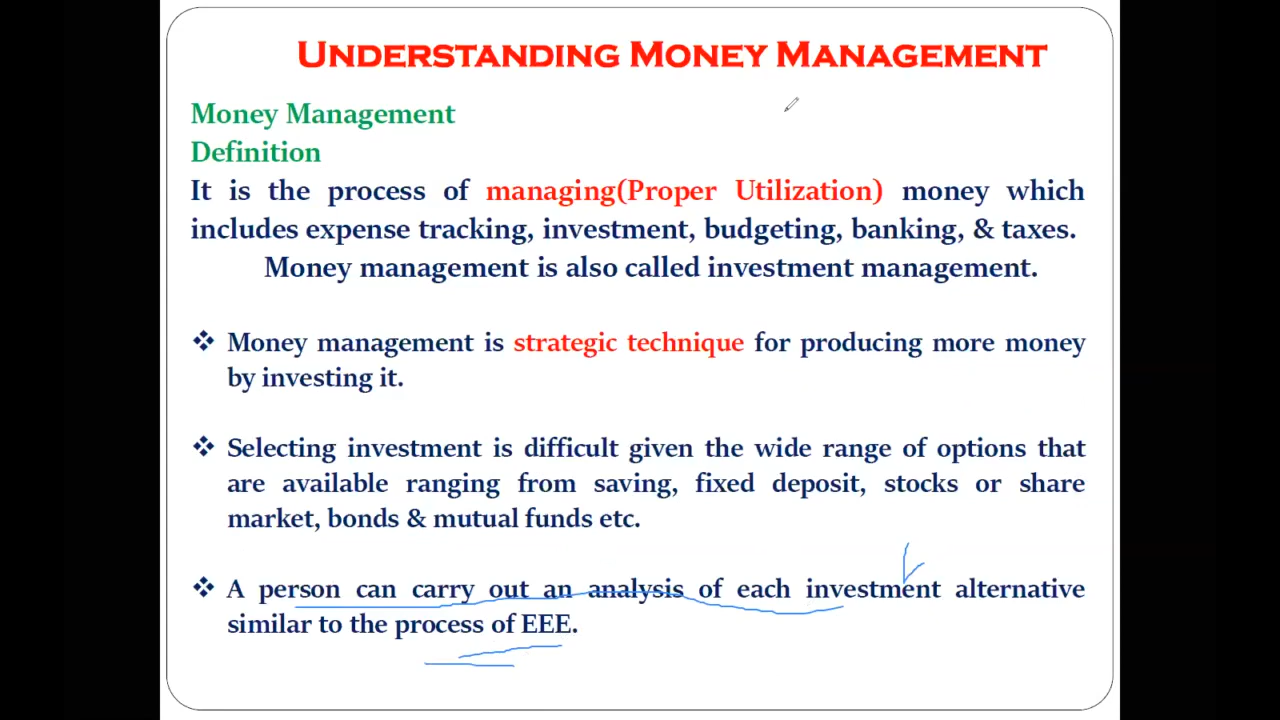 UNDERSTANDING MONEY MANAGEMENT
Money Management
Definition
It is the process of managing(Proper Utilization) money which
includes expense tracking, investment, budgeting, banking, & taxes.
Money management is also called investment management.
❖ Money management is strategic technique for producing more money
by investing it.
❖ Selecting investment is difficult given the wide range of options that
are available ranging from saving, fixed deposit, stocks or share
market, bonds & mutual funds etc.
❖ A person can carry out an analysis of each investment alternative
similar to the process of EEE.